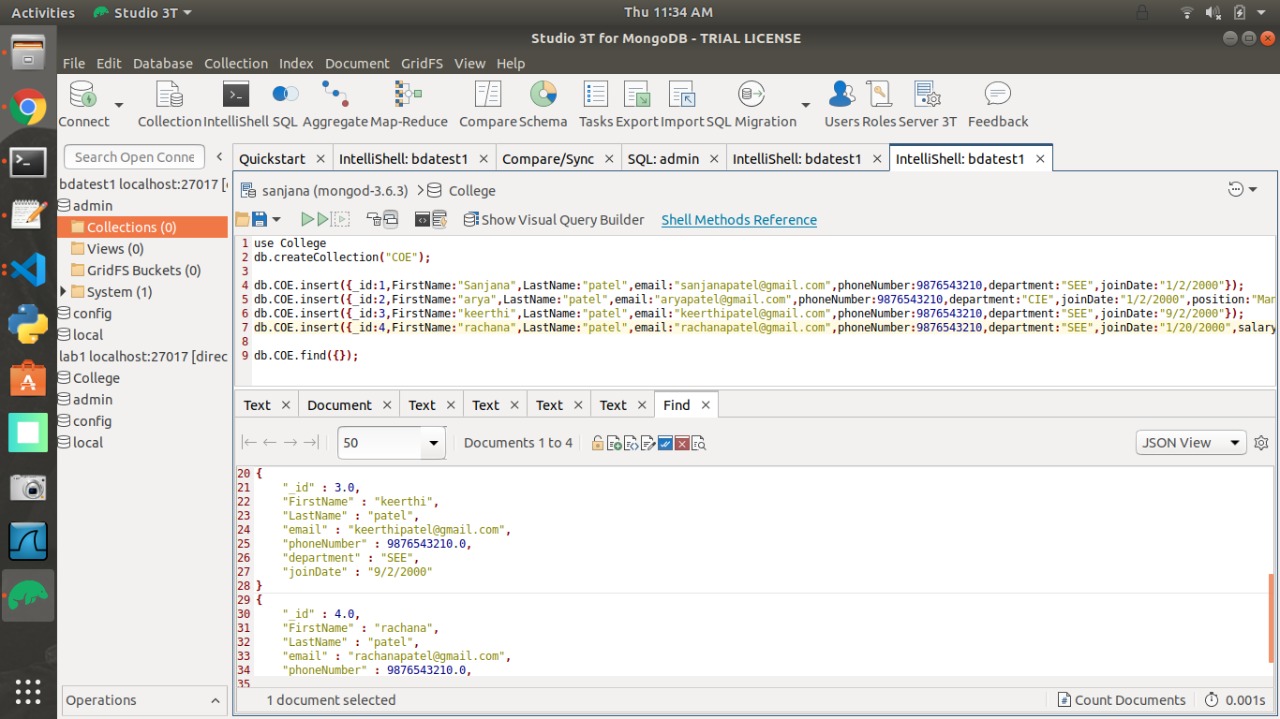 Activities Studio 3T Thu 11:34 AM
Studio 3T for MongoDB - TRIAL LICENSE
File Edit Database Collection Index Document GridFS View Help
Connect Collection IntelliShell SQL Aggregate Map-Reduce Compare Schema Tasks Export Import SQL Migration Users Roles Server 3T Feedback
Search Open Conne
bdatest1 localhost:27017 [
admin
Collections (0)
Views (0)
GridFS Buckets (0)
System (1)
config
local
lab1 localhost:27017 [direc
College
admin
config
local
Operations
Quickstart IntelliShell: bdatest1 Compare/Sync SQL: admin IntelliShell: bdatest1 IntelliShell: bdatest1
sanjana (mongod-3.6.3) College
Show Visual Query Builder Shell Methods Reference
1 use College
2 db.createCollection("COE");
3
4 db.COE.insert({_id:1,FirstName:"Sanjana",LastName:"patel",email:"sanjanapatel@gmail.com",phoneNumber:9876543210,department:"SEE",joinDate:"1/2/2000"});
5 db.COE.insert({_id:2,FirstName:"arya",LastName:"patel",email:"aryapatel@gmail.com",phoneNumber:9876543210,department:"CIE",joinDate:"1/2/2000",position:"Man
6 db.COE.insert({_id:3,FirstName:"keerthi",LastName:"patel",email:"keerthipatel@gmail.com",phoneNumber:9876543210,department:"SEE",joinDate:"9/2/2000"});
7 db.COE.insert({_id:4,FirstName:"rachana",LastName:"patel",email:"rachanapatel@gmail.com",phoneNumber:9876543210,department:"SEE",joinDate:"1/20/2000",salary
8
9 db.COE.find({});
Text Document Text Text Text Text Find
50 Documents 1 to 4 JSON View
20 {
21 "_id" : 3.0,
22 "FirstName" : "keerthi",
23 "LastName" : "patel",
24 "email" : "keerthipatel@gmail.com",
25 "phoneNumber" : 9876543210.0,
26 "department" : "SEE",
27 "joinDate" : "9/2/2000"
28 }
29 {
30 "_id" : 4.0,
31 "FirstName" : "rachana",
32 "LastName" : "patel",
33 "email" : "rachanapatel@gmail.com",
34 "phoneNumber" : 9876543210.0,
35
1 document selected Count Documents 0.001s